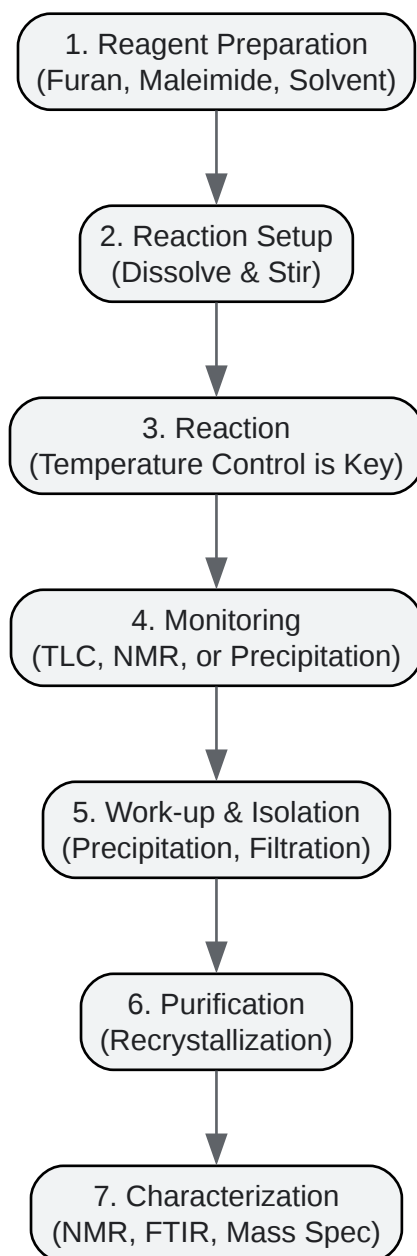 1. Reagent Preparation
(Furan, Maleimide, Solvent)
2. Reaction Setup
(Dissolve & Stir)
3. Reaction
(Temperature Control is Key)
4. Monitoring
(TLC, NMR, or Precipitation)
5. Work-up & Isolation
(Precipitation, Filtration)
6. Purification
(Recrystallization)
7. Characterization
(NMR, FTIR, Mass Spec)